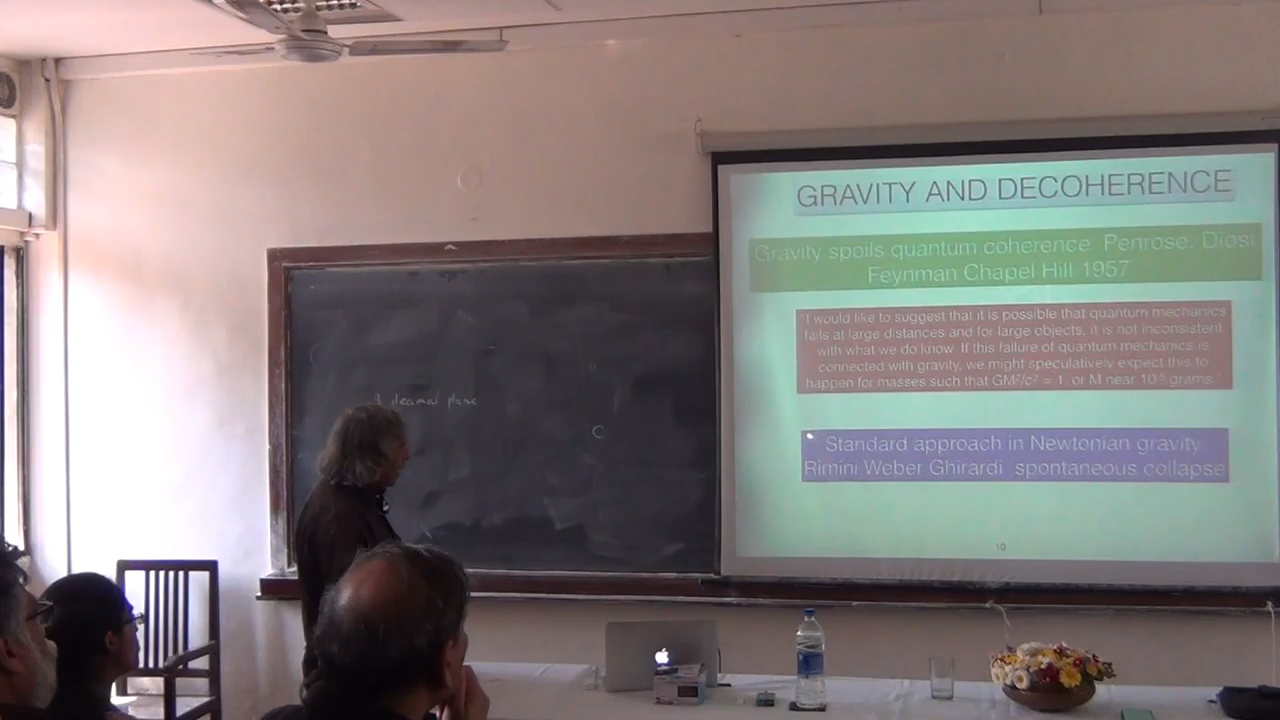 GRAVITY AND DECOHERENCE
Gravity spoils quantum coherence Penrose, Diosi
Feynman Chapel Hill 1957
"I would like to suggest that it is possible that quantum mechanics
fails at large distances and for large objects, it is not inconsistent
with what we do know. If this failure of quantum mechanics is
connected with gravity, we might speculatively expect this to
happen for masses such that GM²/c² = 1, or M near 10⁻⁵ grams."
Standard approach in Newtonian gravity
Rimini Weber Ghirardi spontaneous collapse
10
decimal place
C